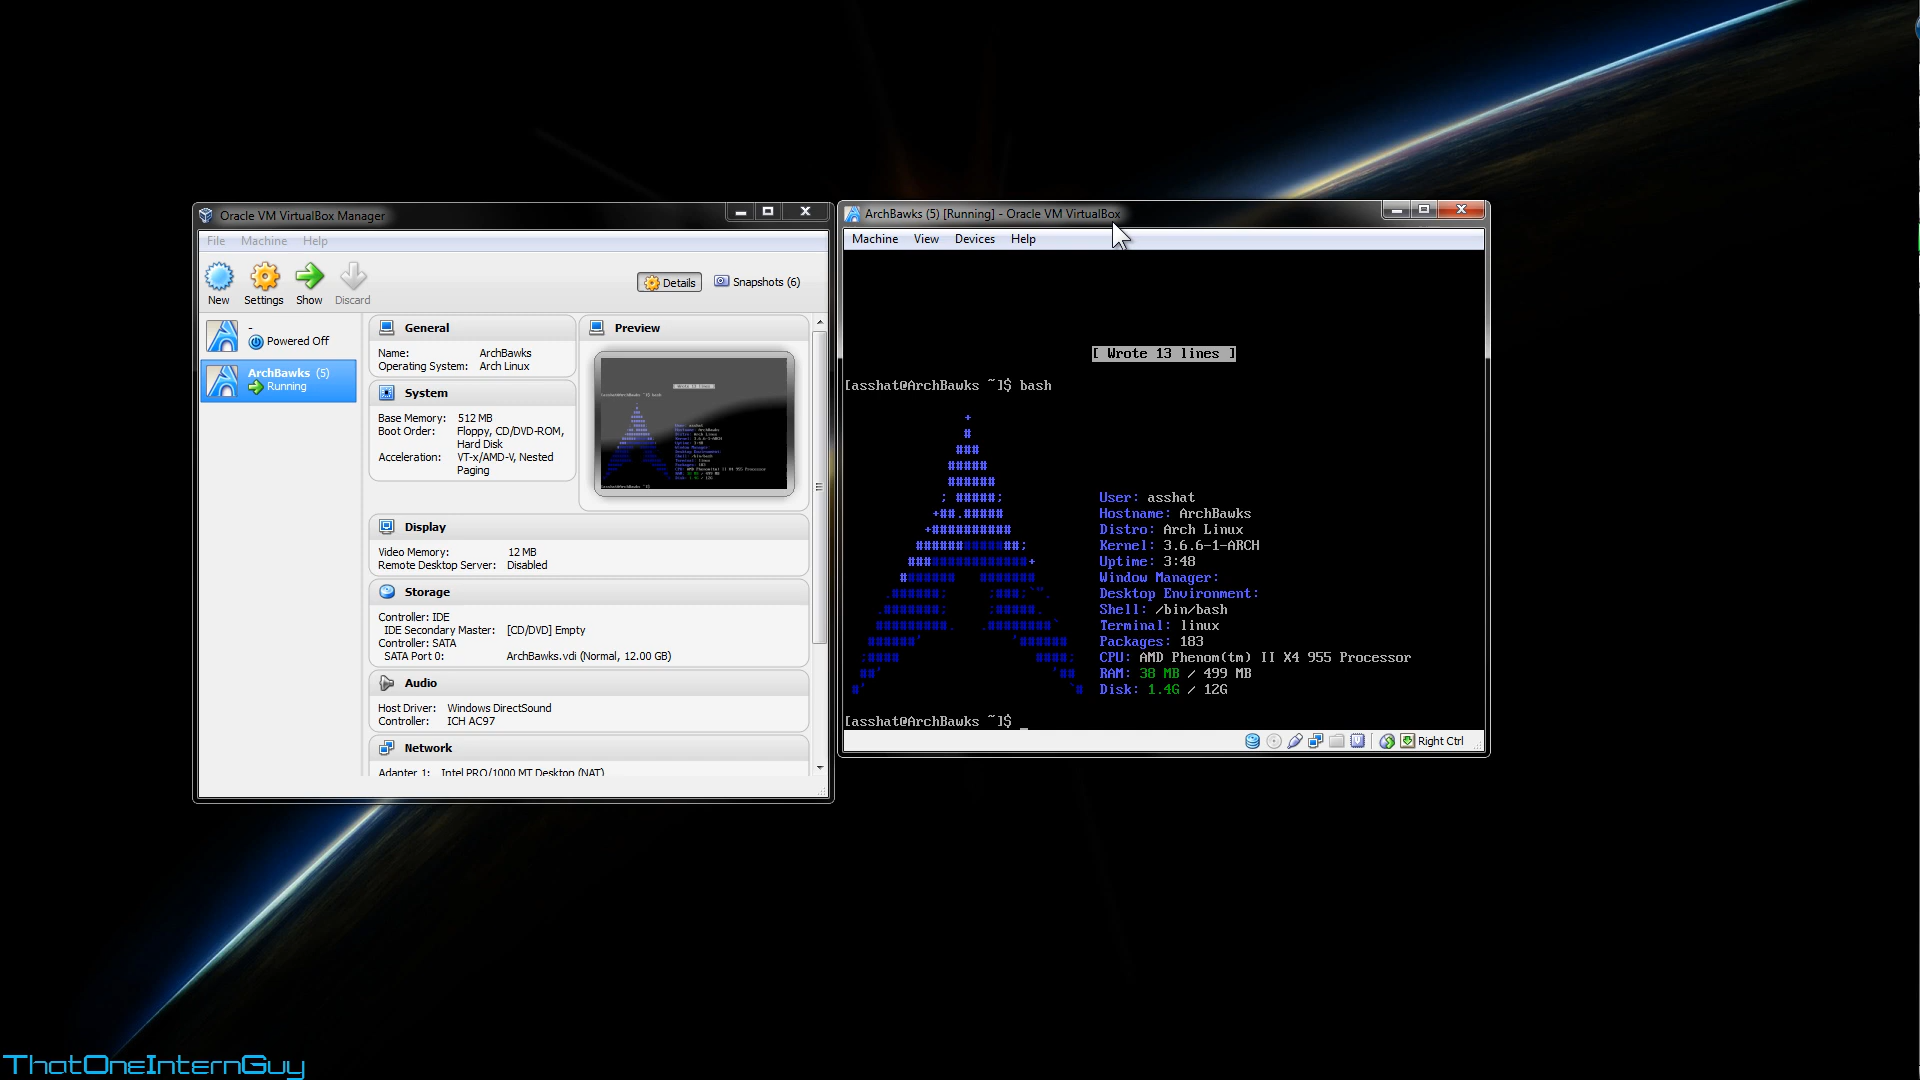 Oracle VM VirtualBox Manager
File Machine Help
New Settings Show Discard
Details Snapshots (6)
-
Powered Off
ArchBawks (5)
Running
General
Name: ArchBawks
Operating System: Arch Linux
System
Base Memory: 512 MB
Boot Order: Floppy, CD/DVD-ROM,
Hard Disk
Acceleration: VT-x/AMD-V, Nested
Paging
Preview
Display
Video Memory: 12 MB
Remote Desktop Server: Disabled
Storage
Controller: IDE
IDE Secondary Master: [CD/DVD] Empty
Controller: SATA
SATA Port 0: ArchBawks.vdi (Normal, 12.00 GB)
Audio
Host Driver: Windows DirectSound
Controller: ICH AC97
Network
Adapter 1: Intel PRO/1000 MT Desktop (NAT)
ArchBawks (5) [Running] - Oracle VM VirtualBox
Machine View Devices Help
[ Wrote 13 lines ]
[asshat@ArchBawks ~]$ bash
User: asshat
Hostname: ArchBawks
Distro: Arch Linux
Kernel: 3.6.6-1-ARCH
Uptime: 3:48
Window Manager:
Desktop Environment:
Shell: /bin/bash
Terminal: linux
Packages: 183
CPU: AMD Phenom(tm) II X4 955 Processor
RAM: 38 MB / 499 MB
Disk: 1.4G / 12G
[asshat@ArchBawks ~]$ _
Right Ctrl
ThatOneInternGuy